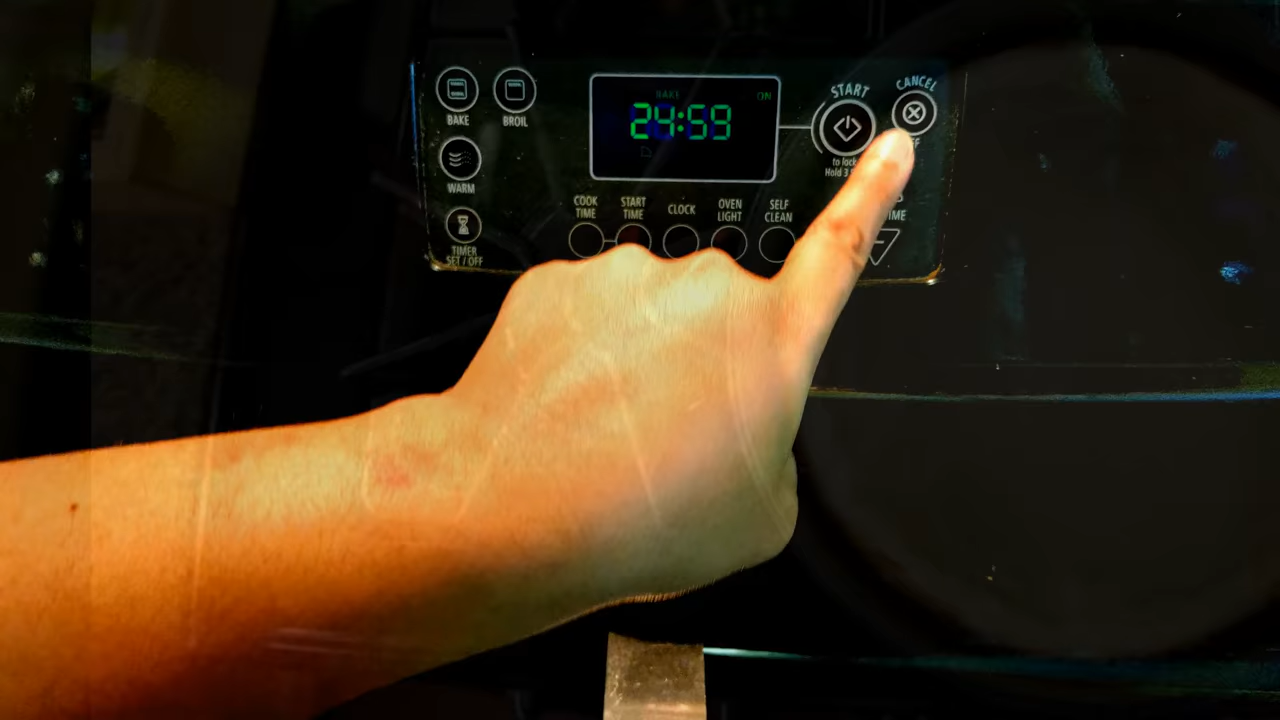 BAKE
BROIL
WARM
TIMER
SET / OFF
BAKE
ON
24:59
START
to lock
Hold 3
CANCEL
COOK
TIME
START
TIME
CLOCK
OVEN
LIGHT
SELF
CLEAN